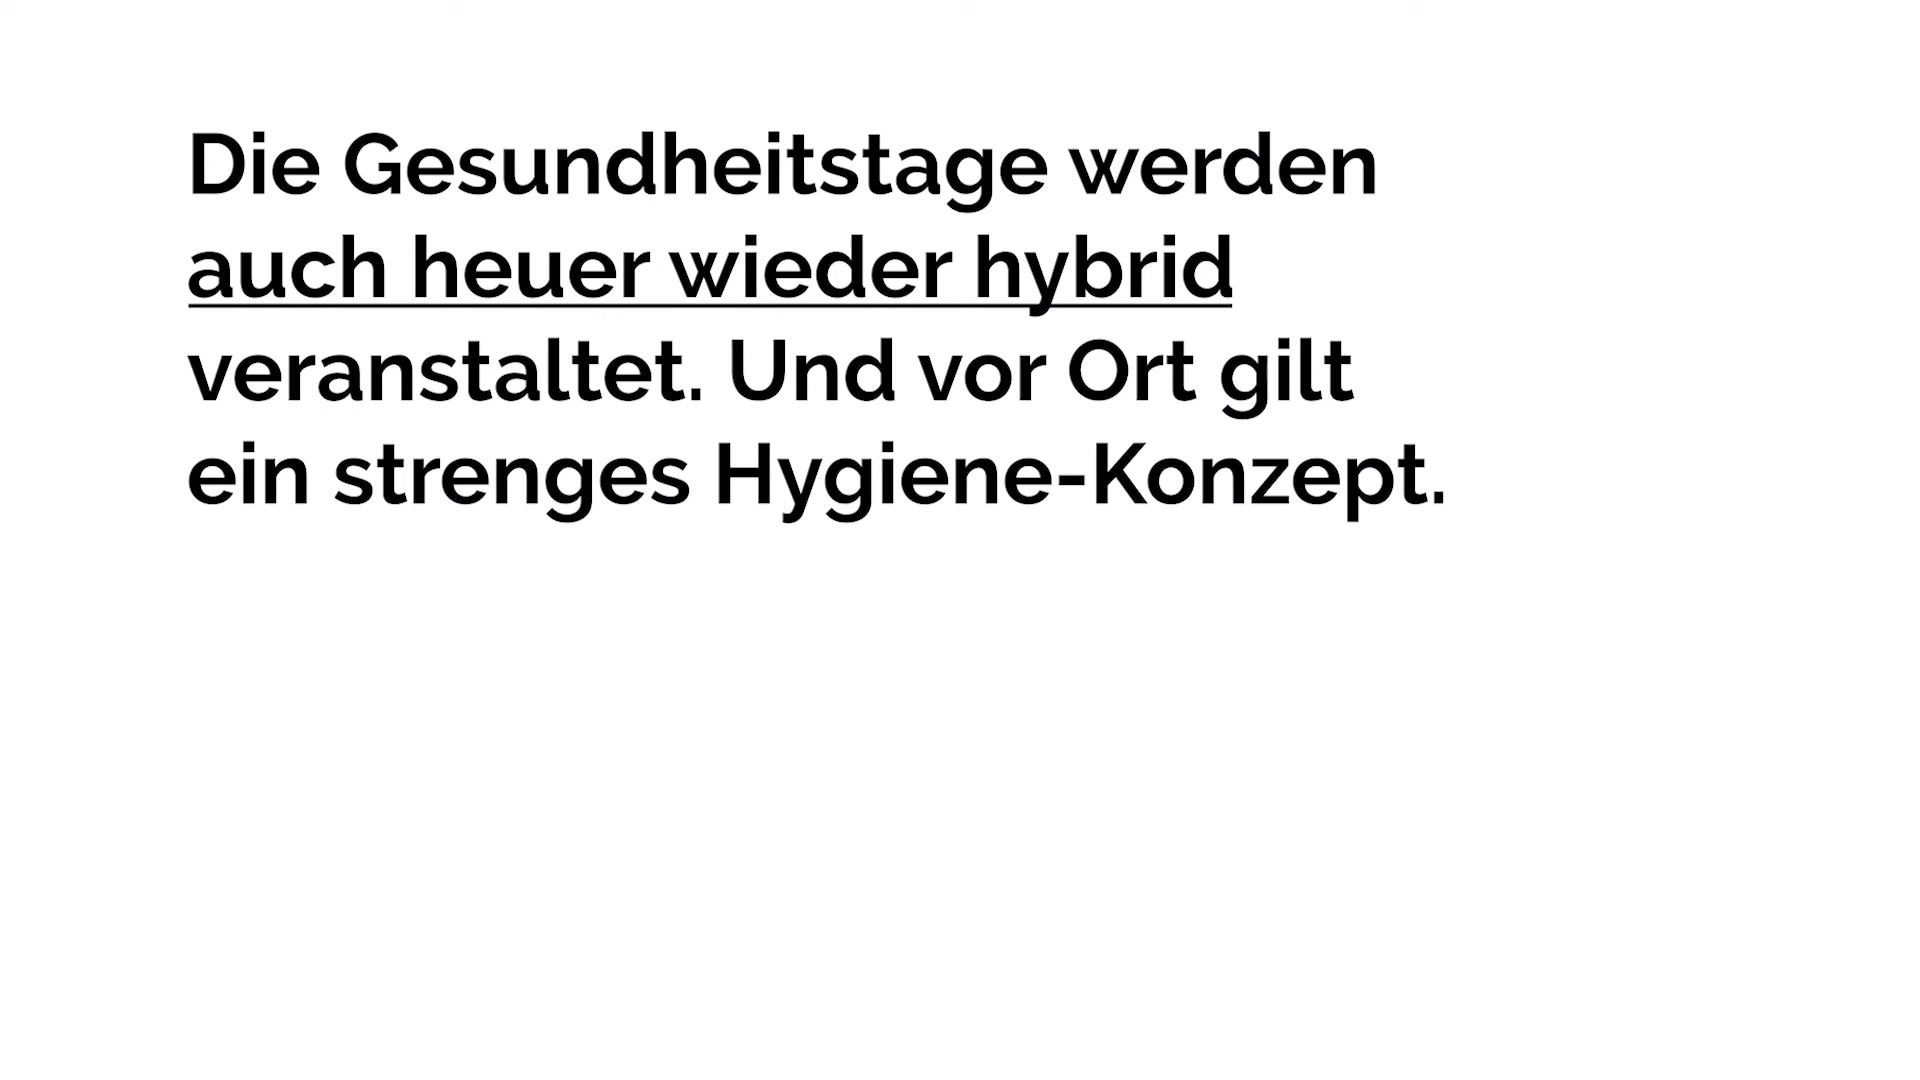 Die Gesundheitstage werden
auch heuer wieder hybrid
veranstaltet. Und vor Ort gilt
ein strenges Hygiene-Konzept.